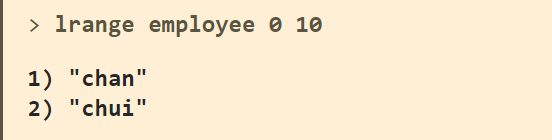 > lrange employee 0 10
1) "chan"
2) "chui"